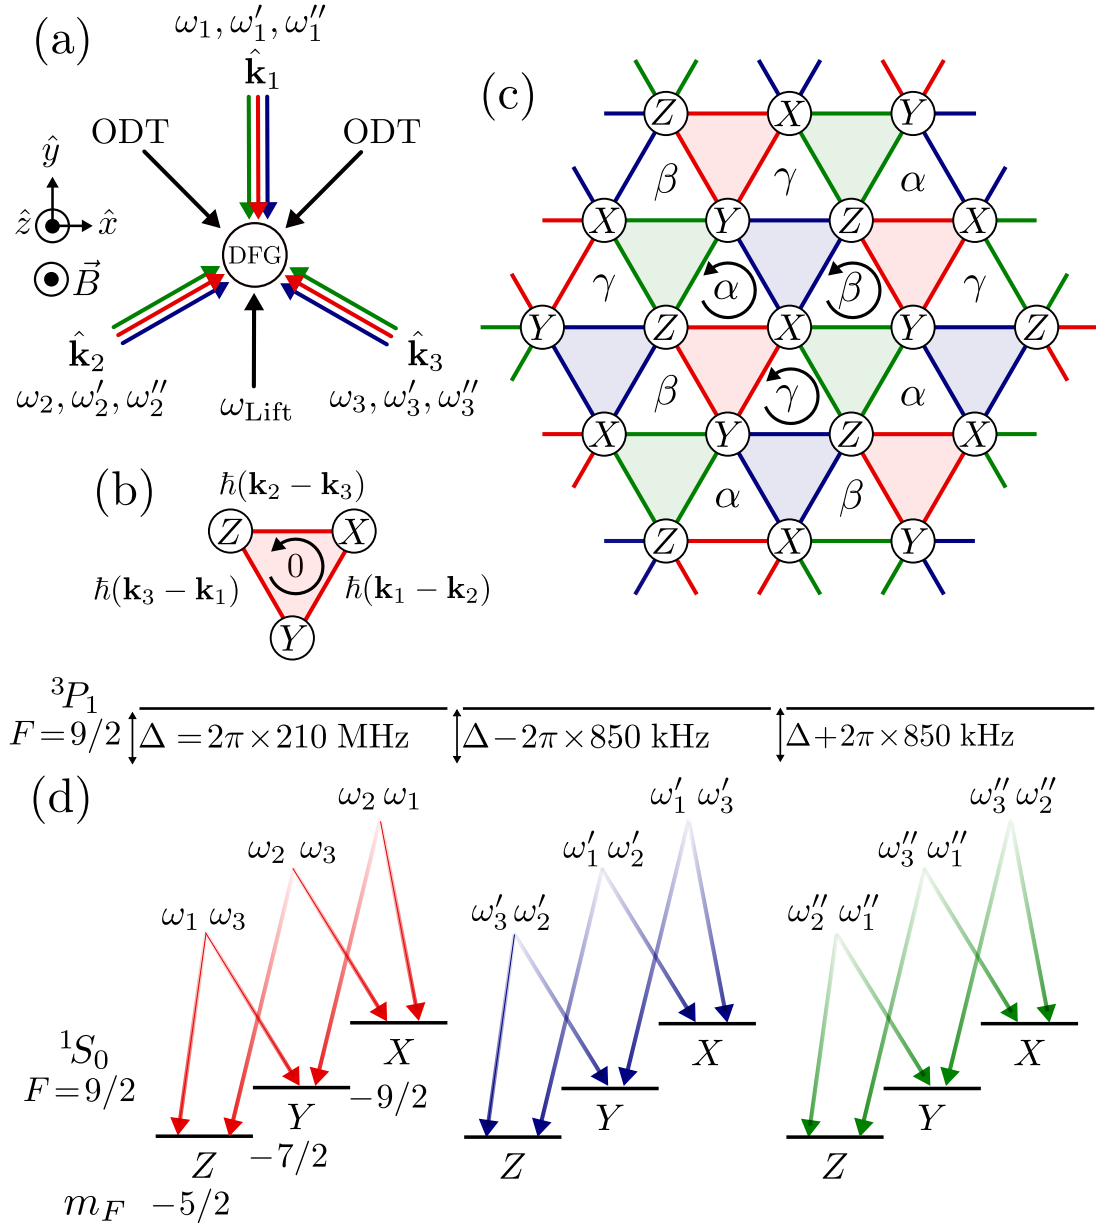 (a)
ω₁, ω₁′, ω₁″
k̂₁
ODT
ODT
ŷ
ẑ
x̂
DFG
B⃗
k̂₂
k̂₃
ω₂, ω₂′, ω₂″
ω_Lift
ω₃, ω₃′, ω₃″
(b)
ħ(k₂ − k₃)
Z
X
0
ħ(k₃ − k₁)
ħ(k₁ − k₂)
Y
(c)
Z X Y
β γ α
X Y Z X
γ α β γ
Y Z X Y Z
β γ α
X Y Z X
α β
Z X Y
³P₁
F=9/2
Δ =2π×210 MHz
Δ−2π×850 kHz
Δ+2π×850 kHz
(d)
ω₂ ω₁
ω₁′ ω₃′
ω₃″ ω₂″
ω₂ ω₃
ω₁′ ω₂′
ω₃″ ω₁″
ω₁ ω₃
ω₃′ ω₂′
ω₂″ ω₁″
¹S₀
F=9/2
X
X
X
−9/2
Y
Y
Y
−7/2
Z
Z
Z
m_F −5/2